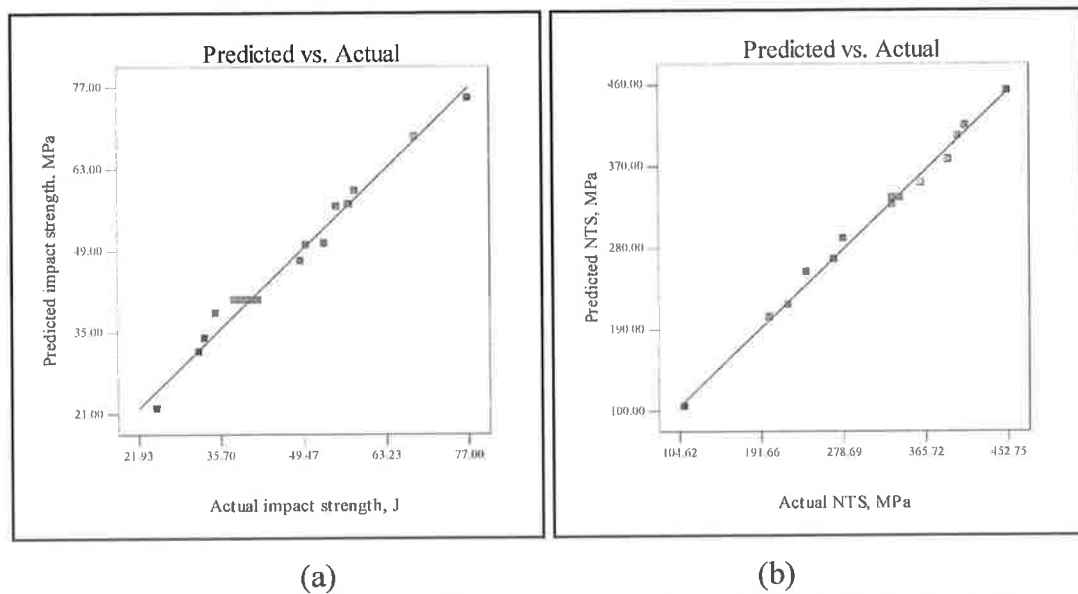 Predicted vs. Actual
77.00
63.00
49.00
35.00
21.00
Predicted impact strength, MPa
21.93 35.70 49.47 63.23 77.00
Actual impact strength, J
(a)
Predicted vs. Actual
460.00
370.00
280.00
190.00
100.00
Predicted NTS, MPa
104.62 191.66 278.69 365.72 452.75
Actual NTS, MPa
(b)